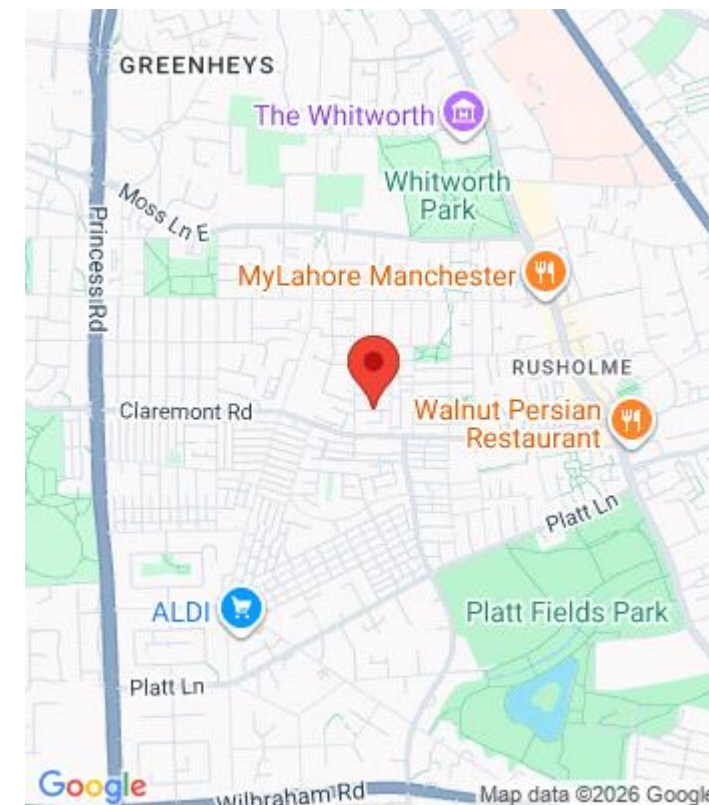 GREENHEYS
The Whitworth
Whitworth
Park
Moss Ln E
Princess Rd
MyLahore Manchester
RUSHOLME
Claremont Rd
Walnut Persian
Restaurant
Platt Ln
ALDI
Platt Fields Park
Platt Ln
Google
Wilbraham Rd
Map data ©2026 Google